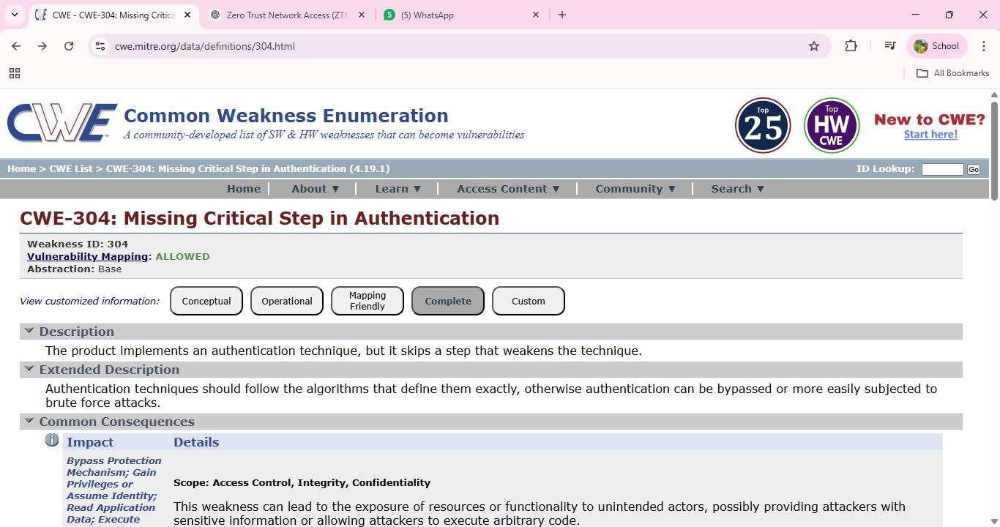 CWE - CWE-304: Missing Critica
Zero Trust Network Access (ZTN
5 (5) WhatsApp
cwe.mitre.org/data/definitions/304.html
School
All Bookmarks
CWE
Common Weakness Enumeration
A community-developed list of SW & HW weaknesses that can become vulnerabilities
Top
25
Top
HW
CWE
New to CWE?
Start here!
Home > CWE List > CWE-304: Missing Critical Step in Authentication (4.19.1)
ID Lookup:
Go
Home
About ▼
Learn ▼
Access Content ▼
Community ▼
Search ▼
CWE-304: Missing Critical Step in Authentication
Weakness ID: 304
Vulnerability Mapping: ALLOWED
Abstraction: Base
View customized information:
Conceptual
Operational
Mapping
Friendly
Complete
Custom
Description
The product implements an authentication technique, but it skips a step that weakens the technique.
Extended Description
Authentication techniques should follow the algorithms that define them exactly, otherwise authentication can be bypassed or more easily subjected to
brute force attacks.
Common Consequences
i
Impact
Details
Bypass Protection
Mechanism; Gain
Privileges or
Assume Identity;
Read Application
Data; Execute
Scope: Access Control, Integrity, Confidentiality
This weakness can lead to the exposure of resources or functionality to unintended actors, possibly providing attackers with
sensitive information or allowing attackers to execute arbitrary code.